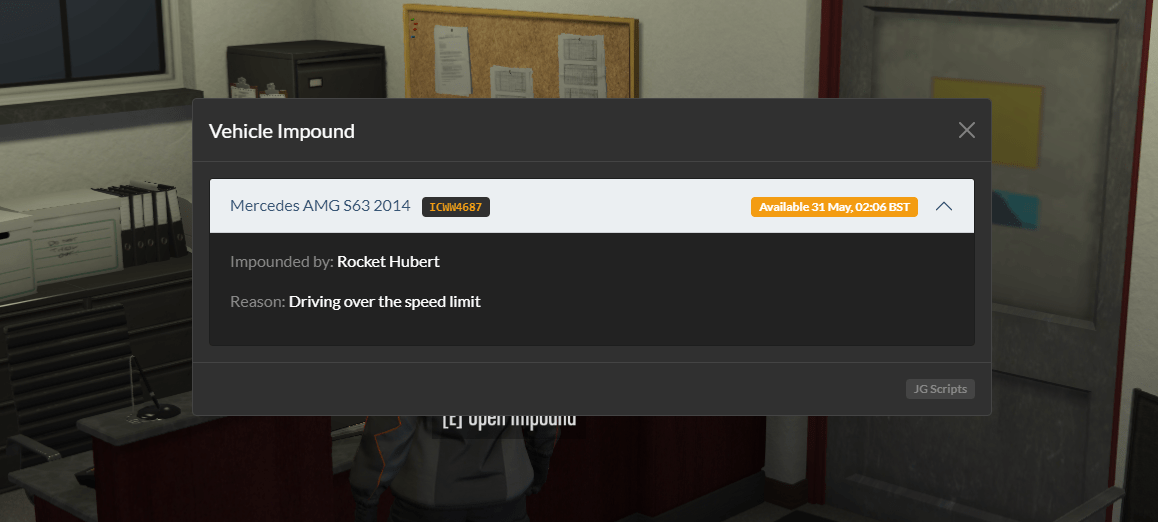 Vehicle Impound
Mercedes AMG S63 2014 ICWW4687 Available 31 May, 02:06 BST
Impounded by: Rocket Hubert
Reason: Driving over the speed limit
JG Scripts
[E] Open Impound